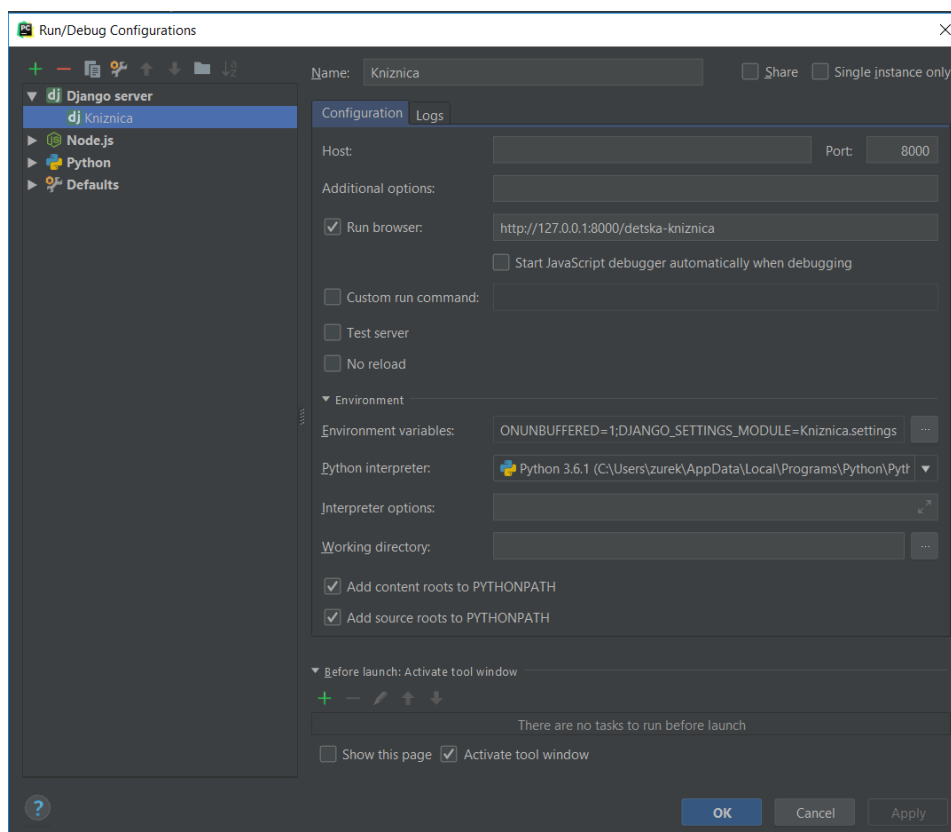 Run/Debug Configurations
Name: Kniznica Share Single instance only
Django server
Kniznica
Node.js
Python
Defaults
Configuration Logs
Host: Port: 8000
Additional options:
Run browser: http://127.0.0.1:8000/detska-kniznica
Start JavaScript debugger automatically when debugging
Custom run command:
Test server
No reload
Environment
Environment variables: ONUNBUFFERED=1;DJANGO_SETTINGS_MODULE=Kniznica.settings ...
Python interpreter: Python 3.6.1 (C:\Users\zurek\AppData\Local\Programs\Python\Pyth
Interpreter options:
Working directory: ...
Add content roots to PYTHONPATH
Add source roots to PYTHONPATH
Before launch: Activate tool window
There are no tasks to run before launch
Show this page Activate tool window
? OK Cancel Apply